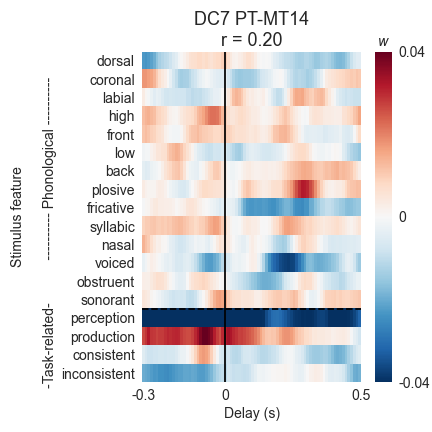 DC7 PT-MT14
r = 0.20
w
0.04
0
-0.04
Stimulus feature
---------- Phonological ----------
-Task-related-
dorsal
coronal
labial
high
front
low
back
plosive
fricative
syllabic
nasal
voiced
obstruent
sonorant
perception
production
consistent
inconsistent
-0.3
0
0.5
Delay (s)